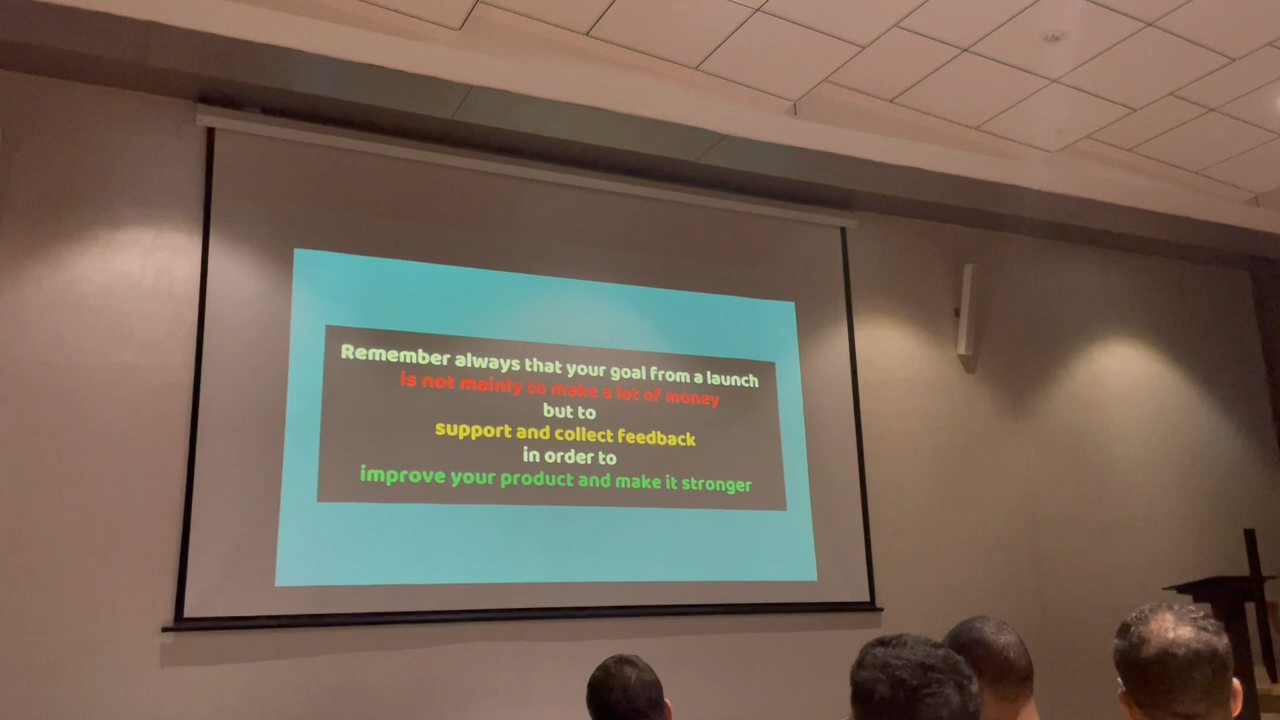 Remember always that your goal from a launch
is not mainly to make a lot of money
but to
support and collect feedback
in order to
improve your product and make it stronger